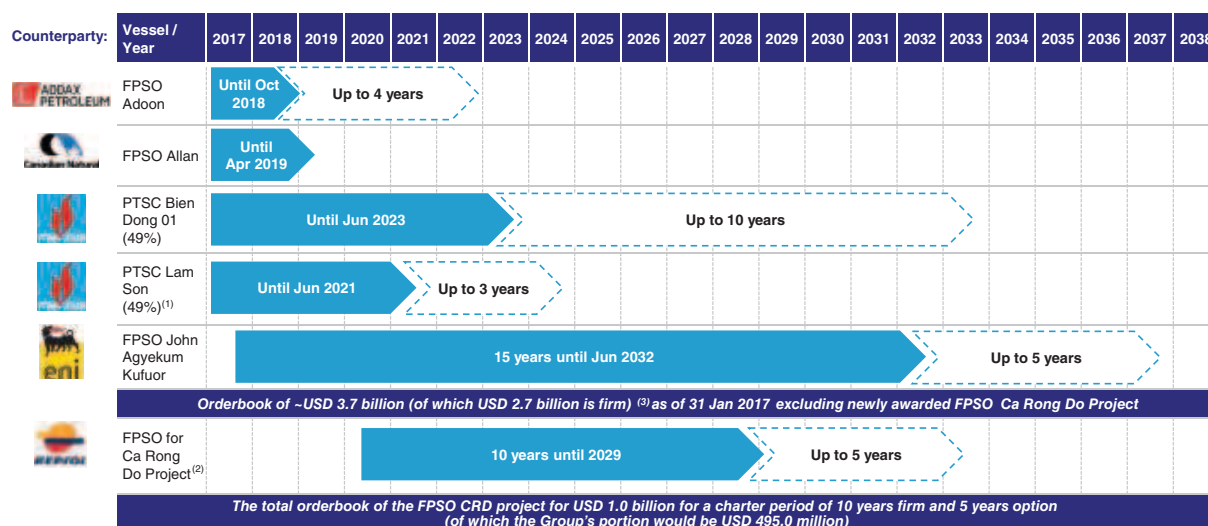 Counterparty:
Vessel /
Year
2017 2018 2019 2020 2021 2022 2023 2024 2025 2026 2027 2028 2029 2030 2031 2032 2033 2034 2035 2036 2037 2038
ADDAX
PETROLEUM
FPSO
Adoon
Until Oct
2018
Up to 4 years
Canadian Natural
FPSO Allan
Until
Apr 2019
PTSC Bien
Dong 01
(49%)
Until Jun 2023
Up to 10 years
PTSC Lam
Son
(49%)(1)
Until Jun 2021
Up to 3 years
eni
FPSO John
Agyekum
Kufuor
15 years until Jun 2032
Up to 5 years
Orderbook of ~USD 3.7 billion (of which USD 2.7 billion is firm) (3) as of 31 Jan 2017 excluding newly awarded FPSO Ca Rong Do Project
REPSOL
FPSO for
Ca Rong
Do Project(2)
10 years until 2029
Up to 5 years
The total orderbook of the FPSO CRD project for USD 1.0 billion for a charter period of 10 years firm and 5 years option
(of which the Group's portion would be USD 495.0 million)